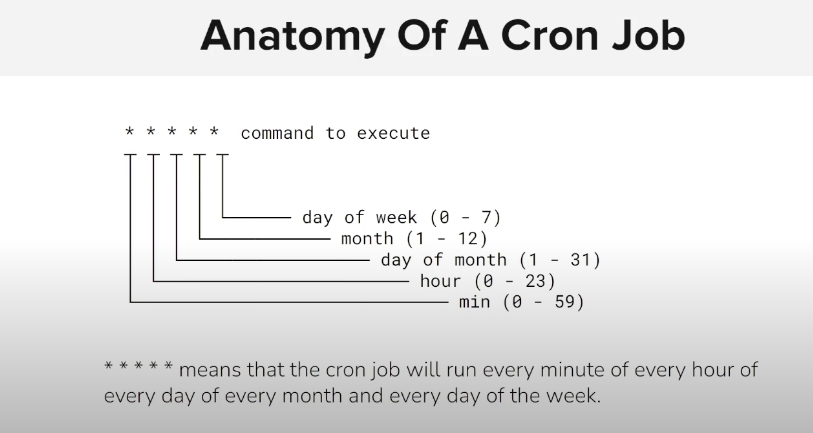 Anatomy Of A Cron Job
* * * * * command to execute
day of week (0 - 7)
month (1 - 12)
day of month (1 - 31)
hour (0 - 23)
min (0 - 59)
* * * * * means that the cron job will run every minute of every hour of
every day of every month and every day of the week.